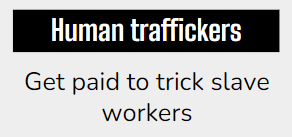 Human traffickers
Get paid to trick slave
workers